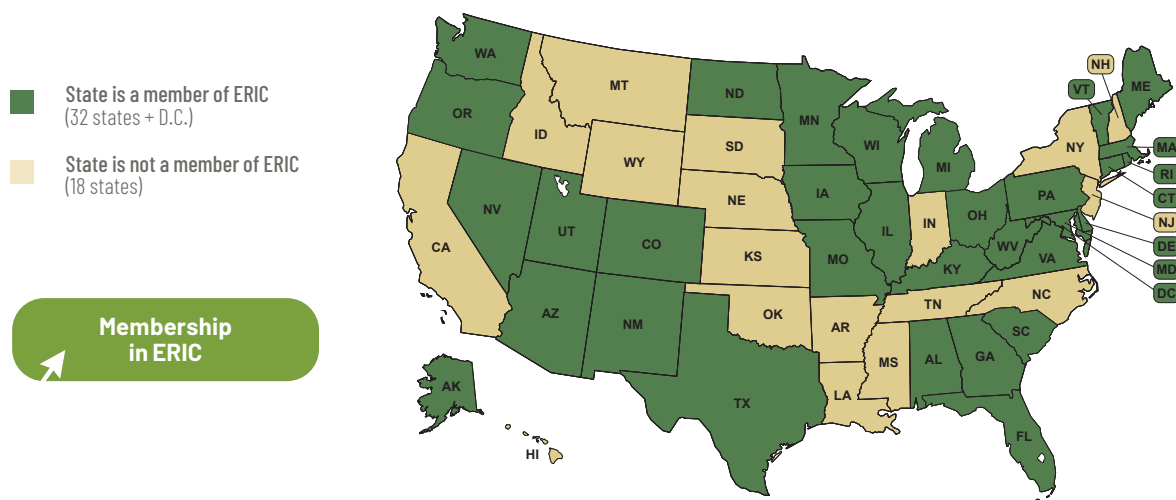 State is a member of ERIC
(32 states + D.C.)
State is not a member of ERIC
(18 states)
Membership
in ERIC
WA
OR
CA
NV
ID
MT
WY
UT
CO
AZ
NM
ND
SD
NE
KS
OK
TX
MN
IA
MO
AR
LA
WI
IL
MI
IN
OH
KY
TN
MS
AL
GA
FL
SC
NC
VA
WV
PA
NY
VT
NH
ME
MA
RI
CT
NJ
DE
MD
DC
AK
HI